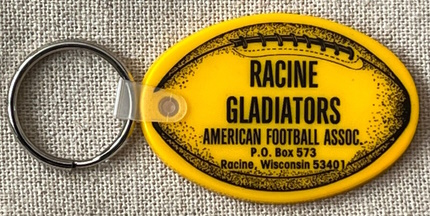 RACINE
GLADIATORS
AMERICAN FOOTBALL ASSOC.
P.O. Box 573
Racine, Wisconsin 53401